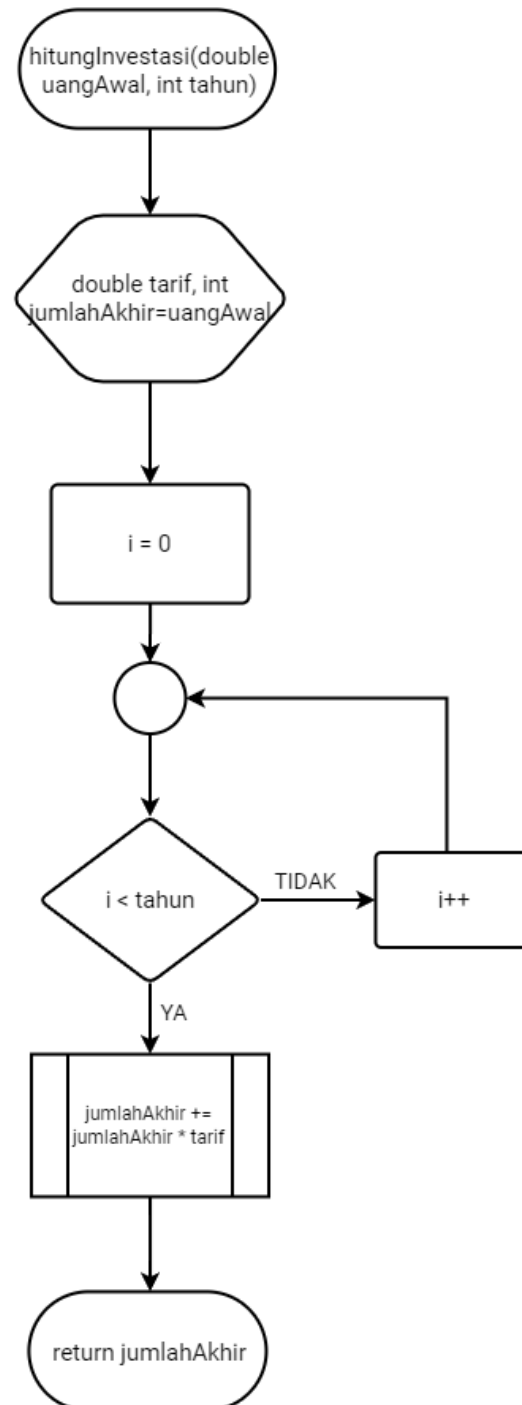 hitungInvestasi(double
uangAwal, int tahun)
double tarif, int
jumlahAkhir=uangAwal
i = 0
i < tahun
TIDAK
i++
YA
jumlahAkhir +=
jumlahAkhir * tarif
return jumlahAkhir